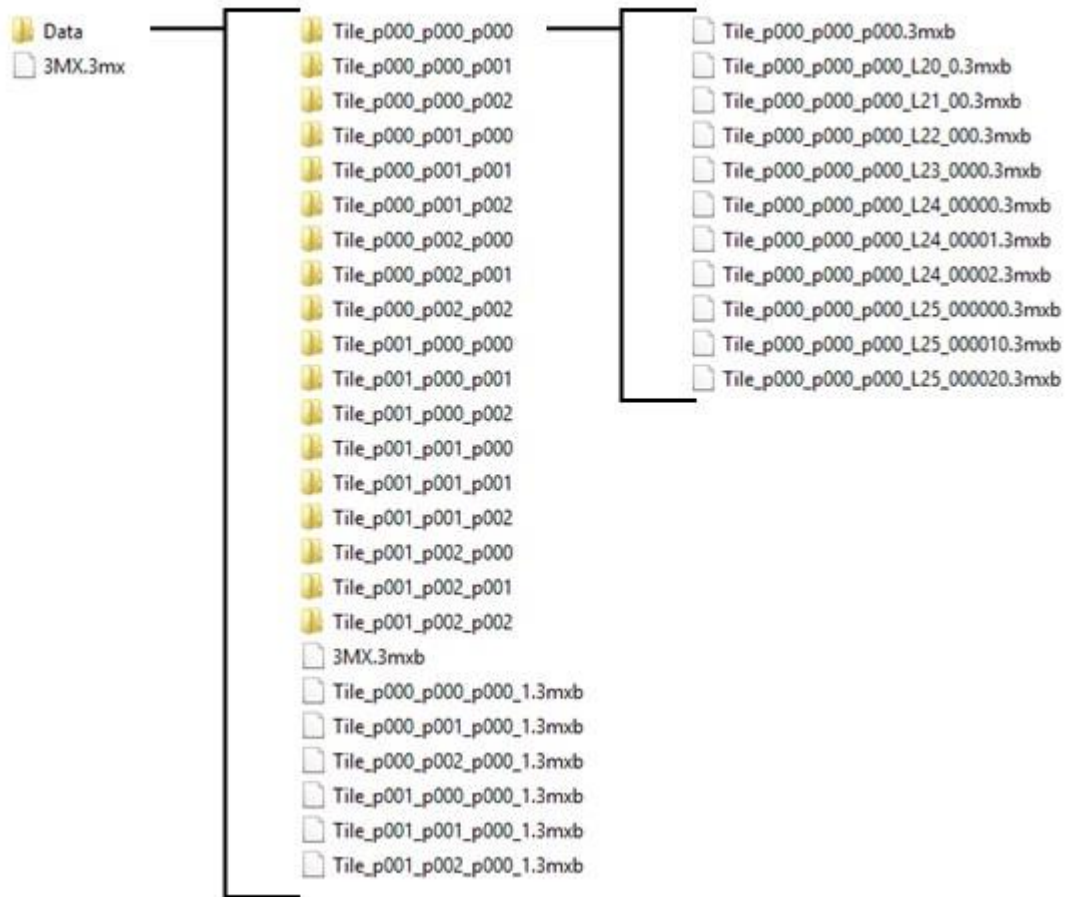 Data
3MX.3mx
Tile_p000_p000_p000
Tile_p000_p000_p001
Tile_p000_p000_p002
Tile_p000_p001_p000
Tile_p000_p001_p001
Tile_p000_p001_p002
Tile_p000_p002_p000
Tile_p000_p002_p001
Tile_p000_p002_p002
Tile_p001_p000_p000
Tile_p001_p000_p001
Tile_p001_p000_p002
Tile_p001_p001_p000
Tile_p001_p001_p001
Tile_p001_p001_p002
Tile_p001_p002_p000
Tile_p001_p002_p001
Tile_p001_p002_p002
3MX.3mxb
Tile_p000_p000_p000_1.3mxb
Tile_p000_p001_p000_1.3mxb
Tile_p000_p002_p000_1.3mxb
Tile_p001_p000_p000_1.3mxb
Tile_p001_p001_p000_1.3mxb
Tile_p001_p002_p000_1.3mxb
Tile_p000_p000_p000.3mxb
Tile_p000_p000_p000_L20_0.3mxb
Tile_p000_p000_p000_L21_00.3mxb
Tile_p000_p000_p000_L22_000.3mxb
Tile_p000_p000_p000_L23_0000.3mxb
Tile_p000_p000_p000_L24_00000.3mxb
Tile_p000_p000_p000_L24_00001.3mxb
Tile_p000_p000_p000_L24_00002.3mxb
Tile_p000_p000_p000_L25_000000.3mxb
Tile_p000_p000_p000_L25_000010.3mxb
Tile_p000_p000_p000_L25_000020.3mxb